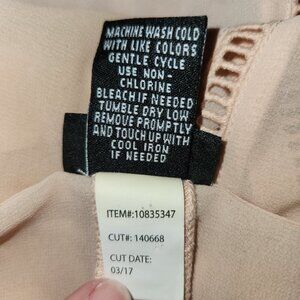 MACHINE WASH COLD
WITH LIKE COLORS
GENTLE CYCLE
USE NON-
CHLORINE
BLEACH IF NEEDED
TUMBLE DRY LOW
REMOVE PROMPTLY
AND TOUCH UP WITH
COOL IRON
IF NEEDED
ITEM#:10835347
CUT#: 140668
CUT DATE:
03/17